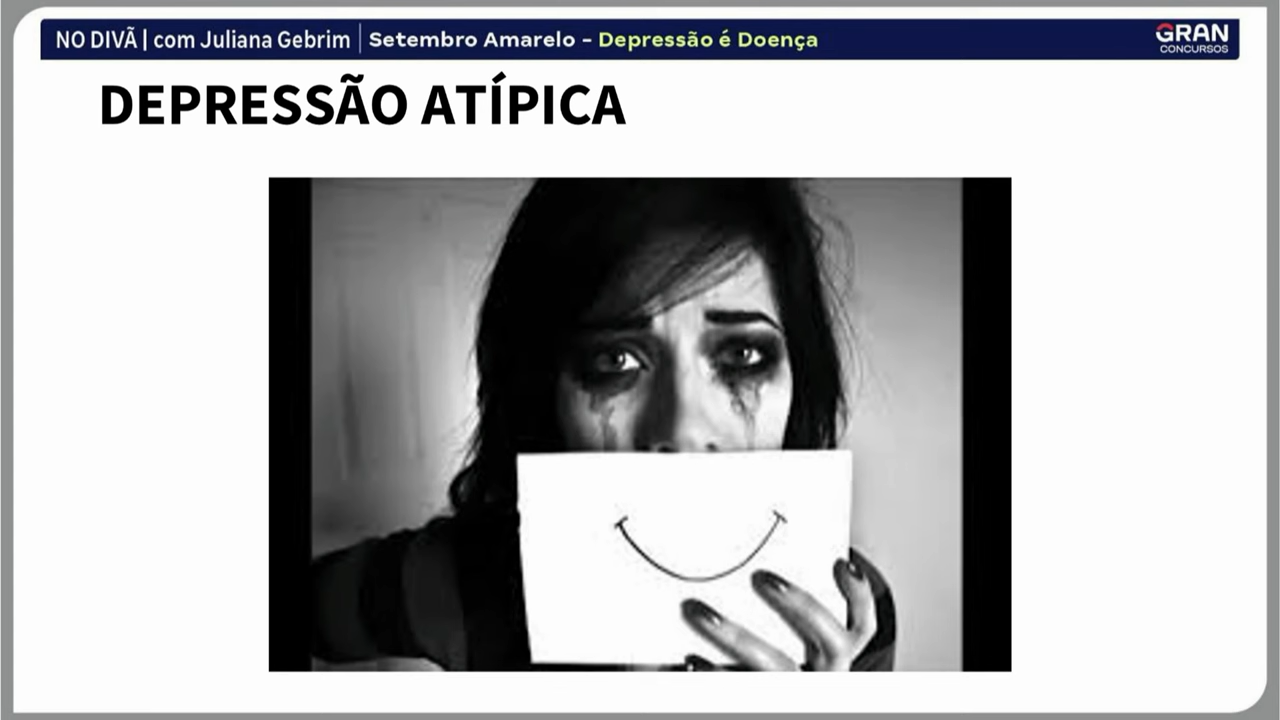 NO DIVÃ | com Juliana Gebrim | Setembro Amarelo - Depressão é Doença
GRAN
CONCURSOS
DEPRESSÃO ATÍPICA